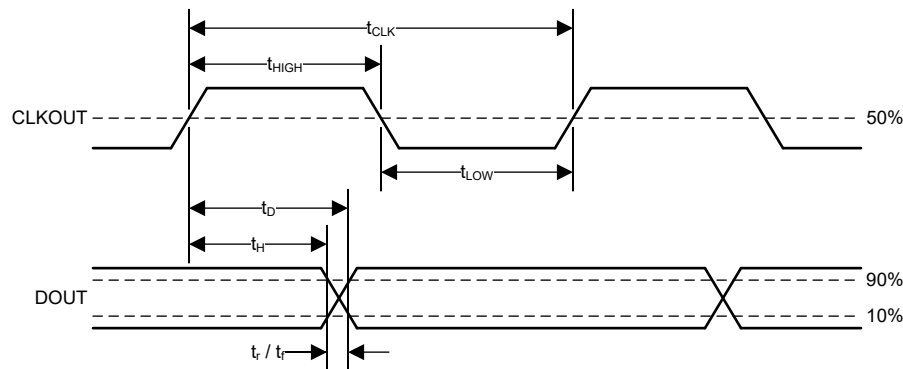 tCLK
tHIGH
CLKOUT
50%
tLOW
tD
tH
DOUT
90%
10%
tr / tf